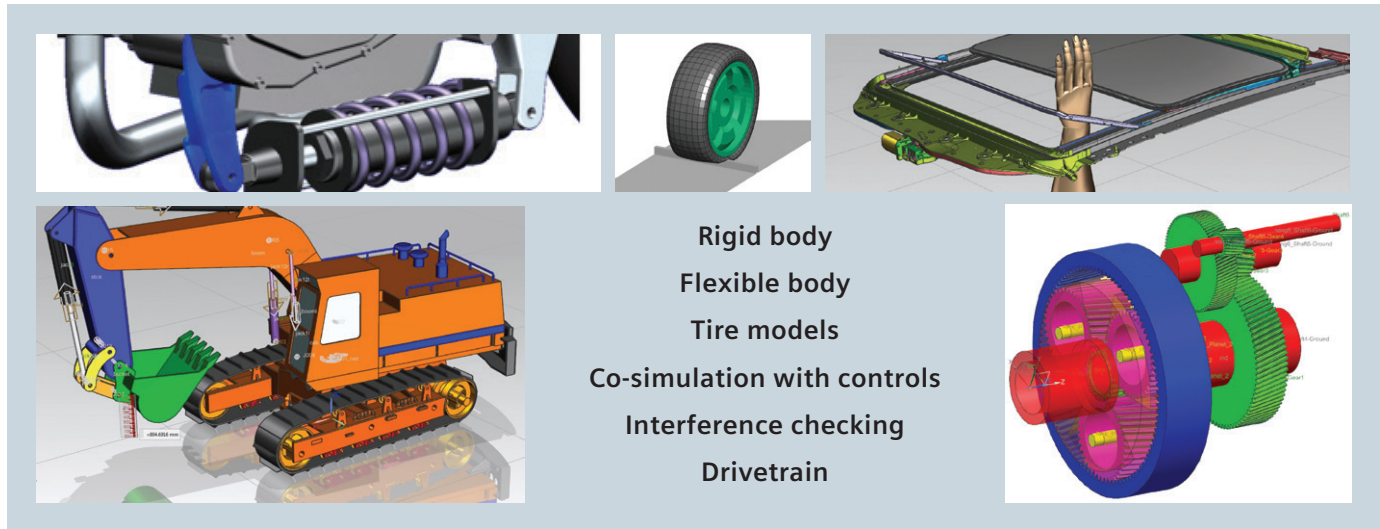 Rigid body
Flexible body
Tire models
Co-simulation with controls
Interference checking
Drivetrain